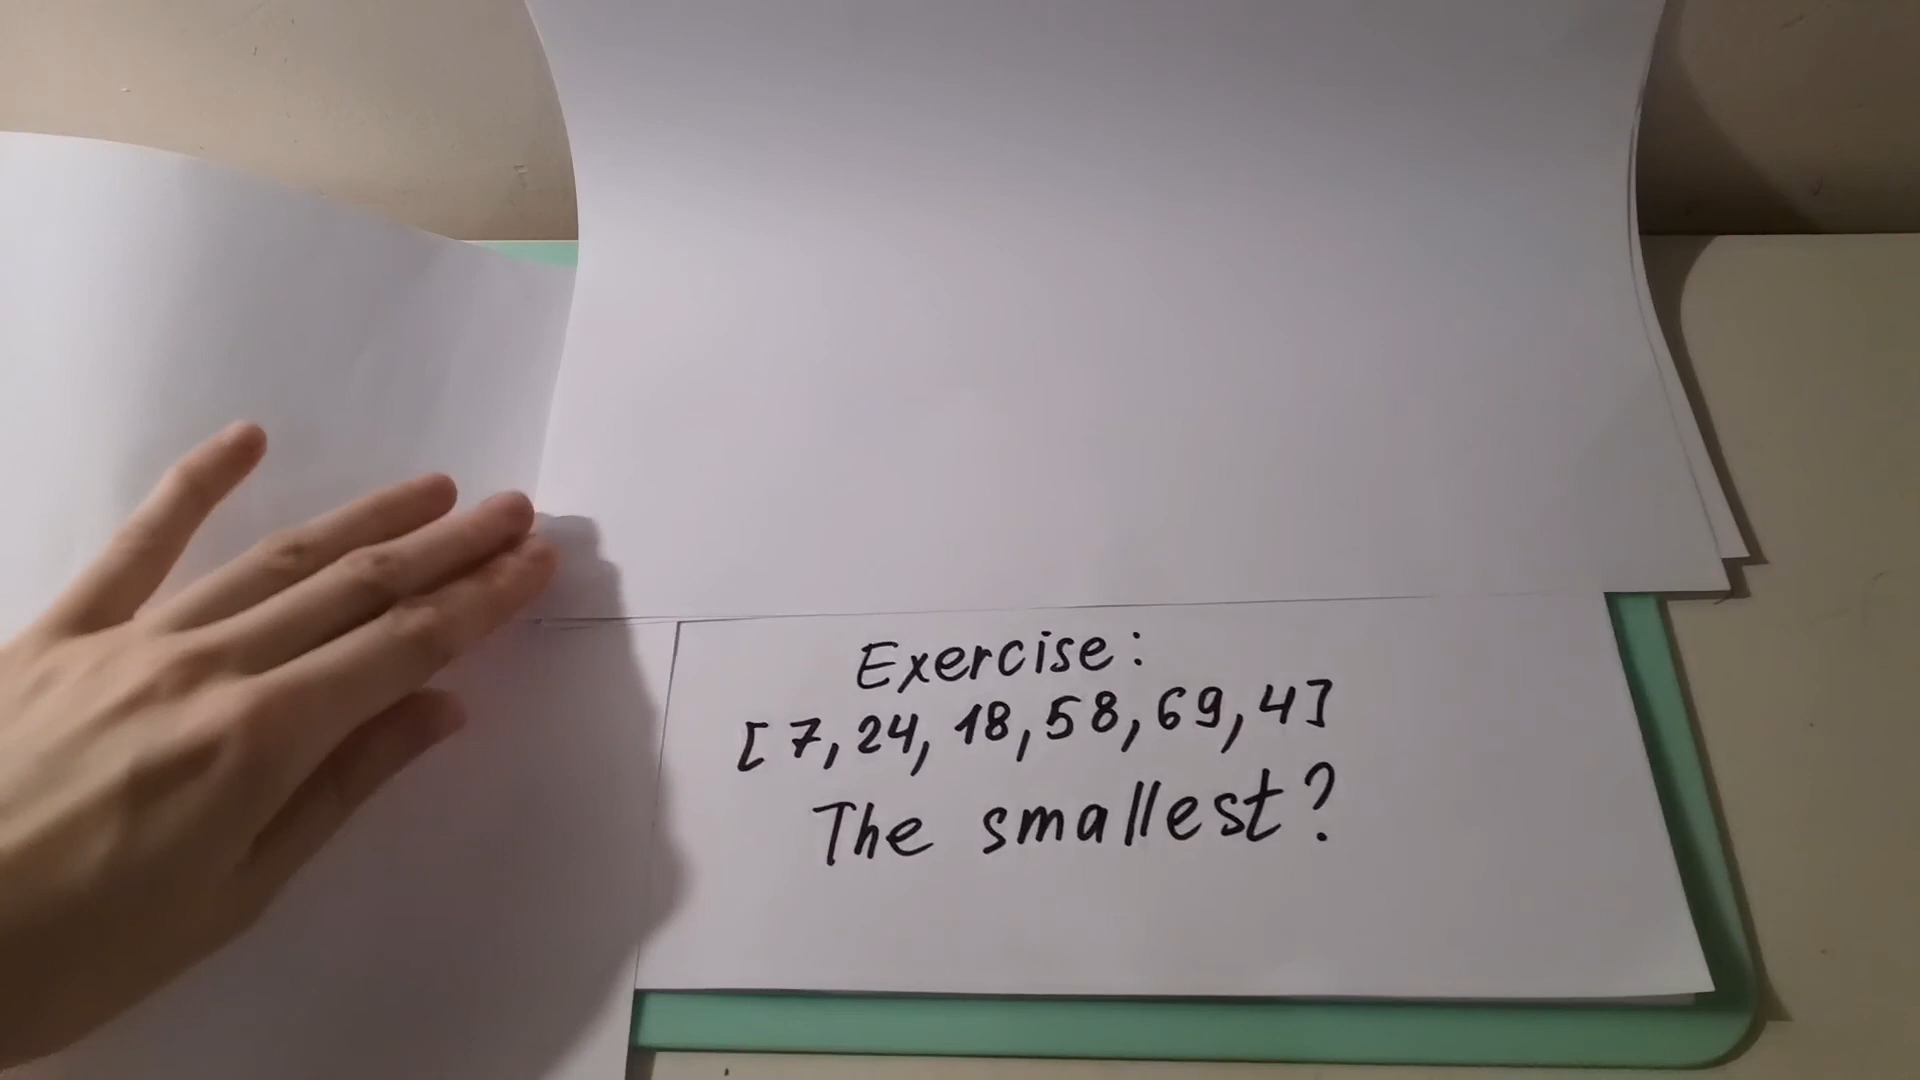 Exercise:
[7, 24, 18, 58, 69, 4]
The smallest?